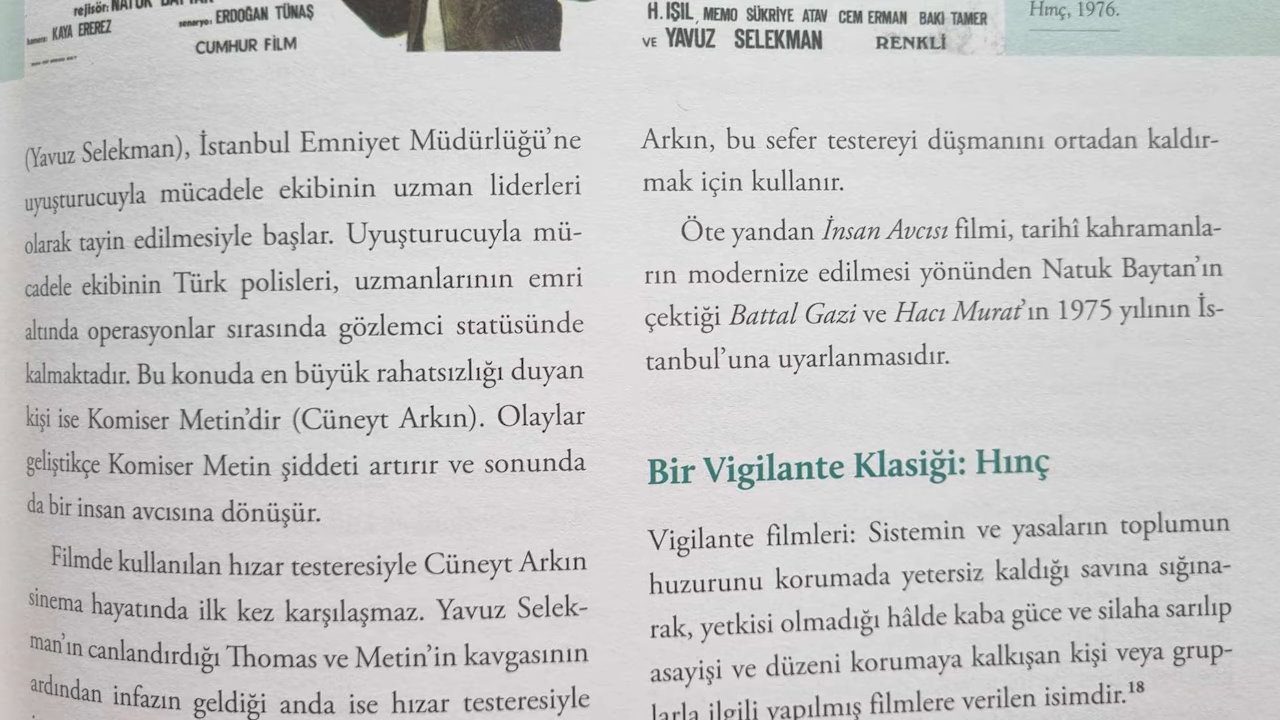 rejisör: NATUK
kamera: KAYA EREREZ
senaryo: ERDOĞAN TÜNAŞ
CUMHUR FİLM
H. IŞIL, MEMO ŞÜKRİYE ATAV CEM ERMAN BAKİ TAMER
VE YAVUZ SELEKMAN RENKLİ
Hınç, 1976.
(Yavuz Selekman), İstanbul Emniyet Müdürlüğü’ne
uyuşturucuyla mücadele ekibinin uzman liderleri
olarak tayin edilmesiyle başlar. Uyuşturucuyla mü-
cadele ekibinin Türk polisleri, uzmanlarının emri
altında operasyonlar sırasında gözlemci statüsünde
kalmaktadır. Bu konuda en büyük rahatsızlığı duyan
kişi ise Komiser Metin’dir (Cüneyt Arkın). Olaylar
geliştikçe Komiser Metin şiddeti artırır ve sonunda
da bir insan avcısına dönüşür.
Filmde kullanılan hızar testeresiyle Cüneyt Arkın
sinema hayatında ilk kez karşılaşmaz. Yavuz Selek-
man’ın canlandırdığı Thomas ve Metin’in kavgasının
ardından infazın geldiği anda ise hızar testeresiyle
Arkın, bu sefer testereyi düşmanını ortadan kaldır-
mak için kullanır.
Öte yandan İnsan Avcısı filmi, tarihî kahramanla-
rın modernize edilmesi yönünden Natuk Baytan’ın
çektiği Battal Gazi ve Hacı Murat’ın 1975 yılının İs-
tanbul’una uyarlanmasıdır.
Bir Vigilante Klasiği: Hınç
Vigilante filmleri: Sistemin ve yasaların toplumun
huzurunu korumada yetersiz kaldığı savına sığına-
rak, yetkisi olmadığı hâlde kaba güce ve silaha sarılıp
asayişi ve düzeni korumaya kalkışan kişi veya grup-
larla ilgili yapılmış filmlere verilen isimdir.18